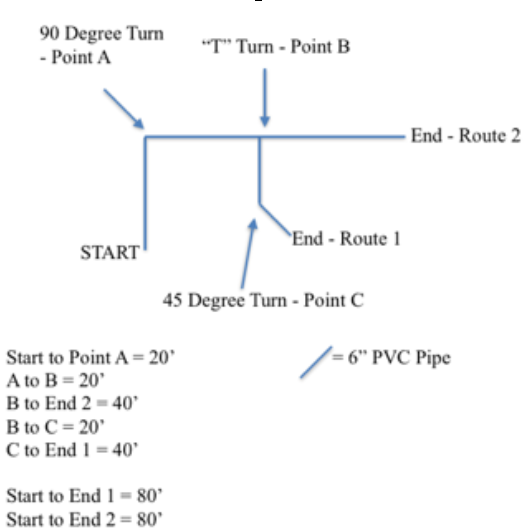 90 Degree Turn
- Point A
“T” Turn - Point B
End - Route 2
START
End - Route 1
45 Degree Turn - Point C
Start to Point A = 20’
= 6” PVC Pipe
A to B = 20’
B to End 2 = 40’
B to C = 20’
C to End 1 = 40’
Start to End 1 = 80’
Start to End 2 = 80’